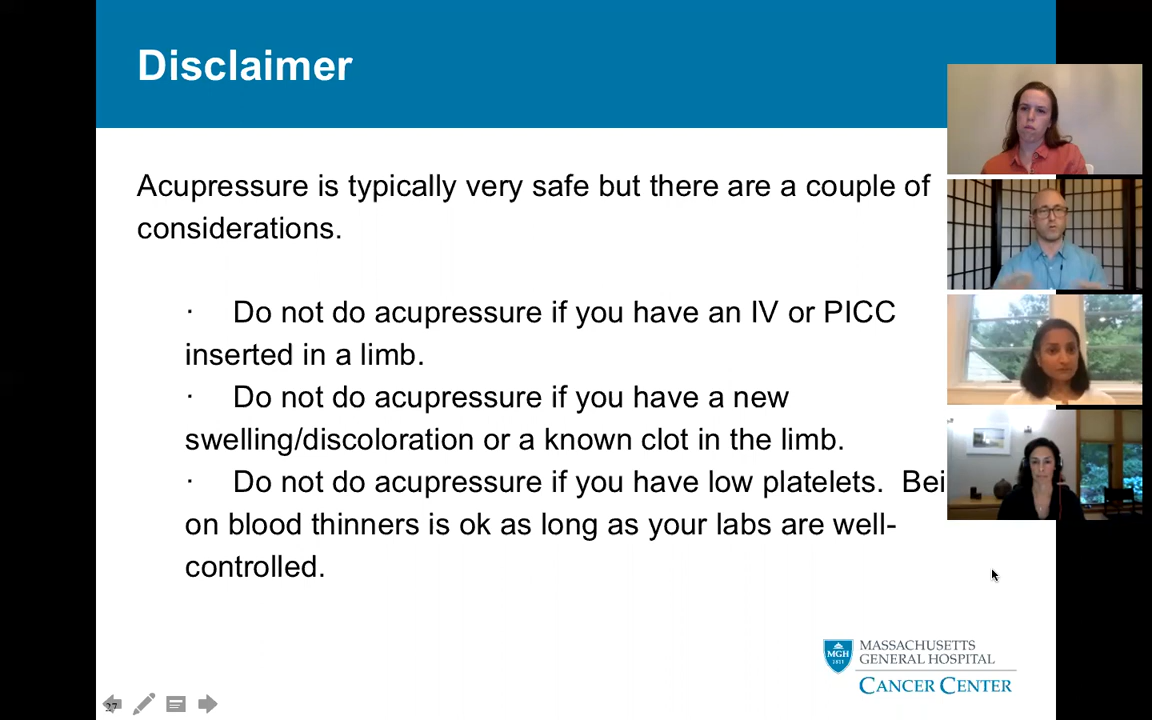 Disclaimer
Acupressure is typically very safe but there are a couple of
considerations.
· Do not do acupressure if you have an IV or PICC
inserted in a limb.
· Do not do acupressure if you have a new
swelling/discoloration or a known clot in the limb.
· Do not do acupressure if you have low platelets. Bei
on blood thinners is ok as long as your labs are well-
controlled.
MGH
1811
MASSACHUSETTS
GENERAL HOSPITAL
CANCER CENTER
27